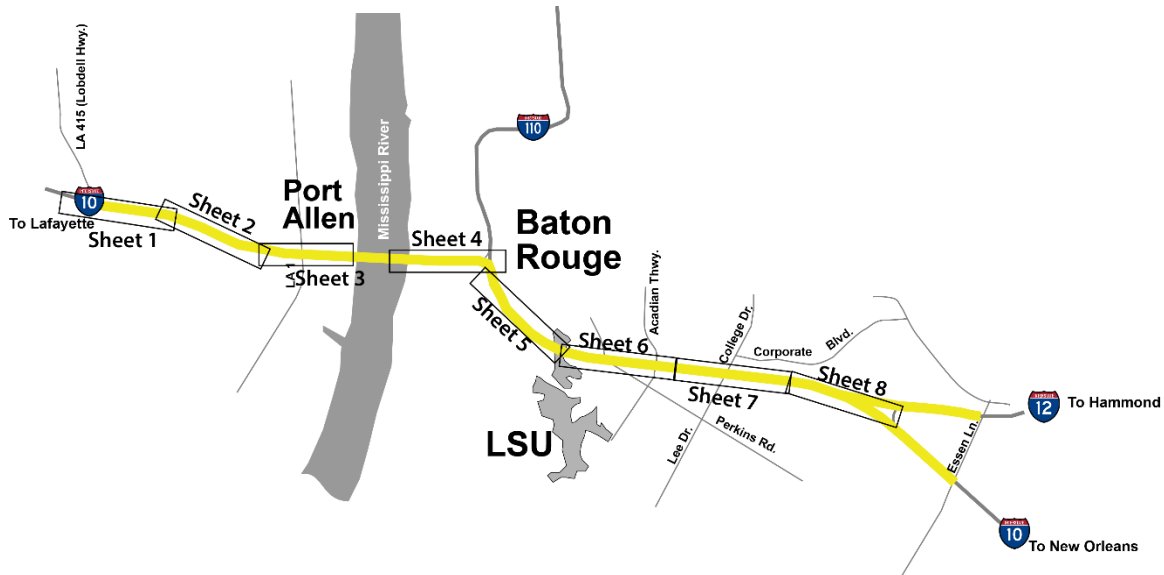 LA 415 (Lobdell Hwy.)
10
To Lafayette
Sheet 1
Sheet 2
Port
Allen
LA 1
Sheet 3
Mississippi River
Sheet 4
110
Baton
Rouge
Sheet 5
LSU
Sheet 6
Acadian Thwy.
College Dr.
Corporate Blvd.
Sheet 7
Lee Dr.
Perkins Rd.
Sheet 8
Essen Ln.
12
To Hammond
10
To New Orleans